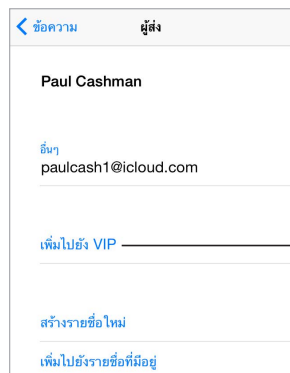 ข้อความ ผู้ส่ง
Paul Cashman
อื่นๆ
paulcash1@icloud.com
เพิ่มไปยัง VIP
สร้างรายชื่อใหม่
เพิ่มไปยังรายชื่อที่มีอยู่